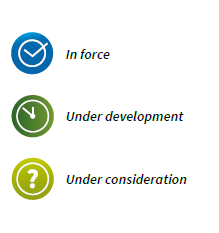 In force
Under development
?
Under consideration